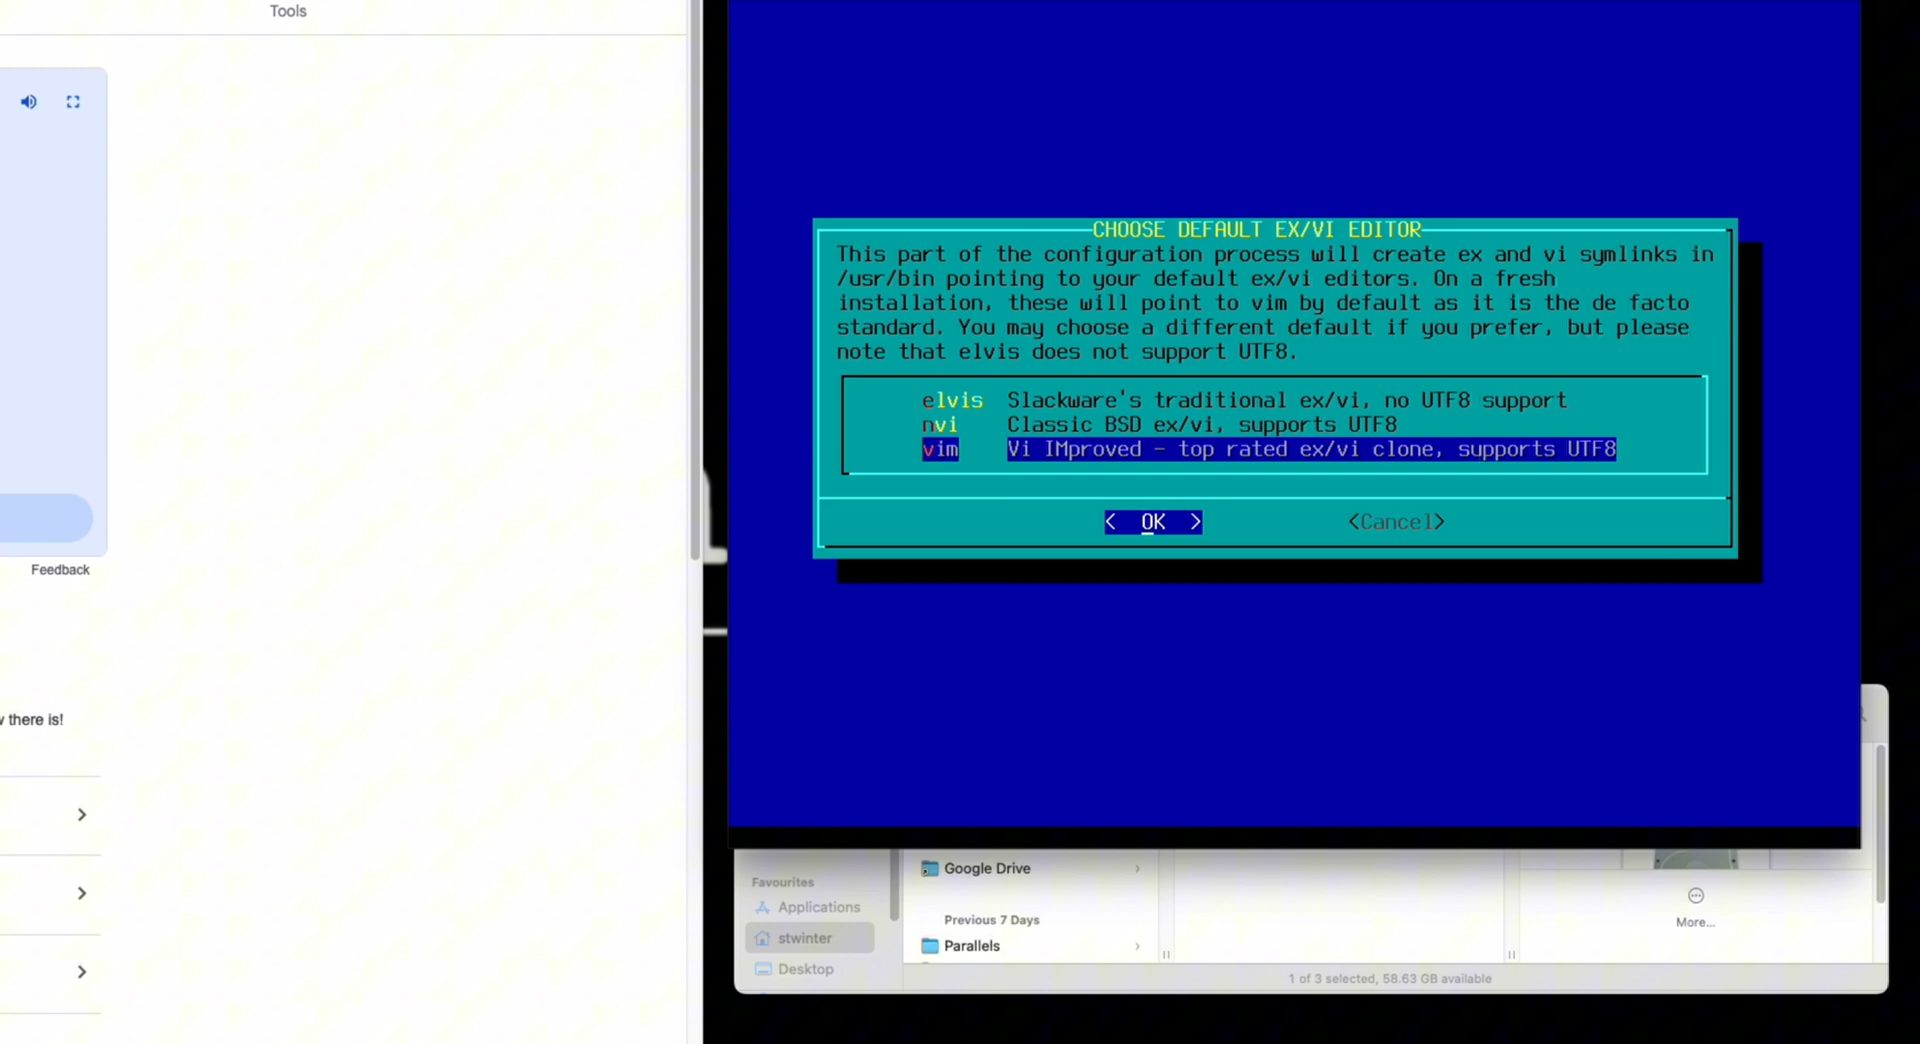 Tools
Feedback
there is!
CHOOSE DEFAULT EX/VI EDITOR
This part of the configuration process will create ex and vi symlinks in
/usr/bin pointing to your default ex/vi editors. On a fresh
installation, these will point to vim by default as it is the de facto
standard. You may choose a different default if you prefer, but please
note that elvis does not support UTF8.
elvis Slackware's traditional ex/vi, no UTF8 support
nvi Classic BSD ex/vi, supports UTF8
vim Vi IMproved - top rated ex/vi clone, supports UTF8
< OK > <Cancel>
Favourites
Applications
stwinter
Desktop
Google Drive
Previous 7 Days
Parallels
More...
1 of 3 selected, 58.63 GB available